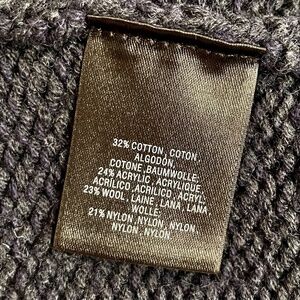 32% COTTON, COTON,
ALGODÓN,
COTONE, BAUMWOLLE;
24% ACRYLIC, ACRYLIQUE,
ACRÍLICO, ACRILICO, ACRYL;
23% WOOL, LAINE, LANA, LANA,
WOLLE;
21% NYLON, NYLON, NYLON
NYLON, NYLON.